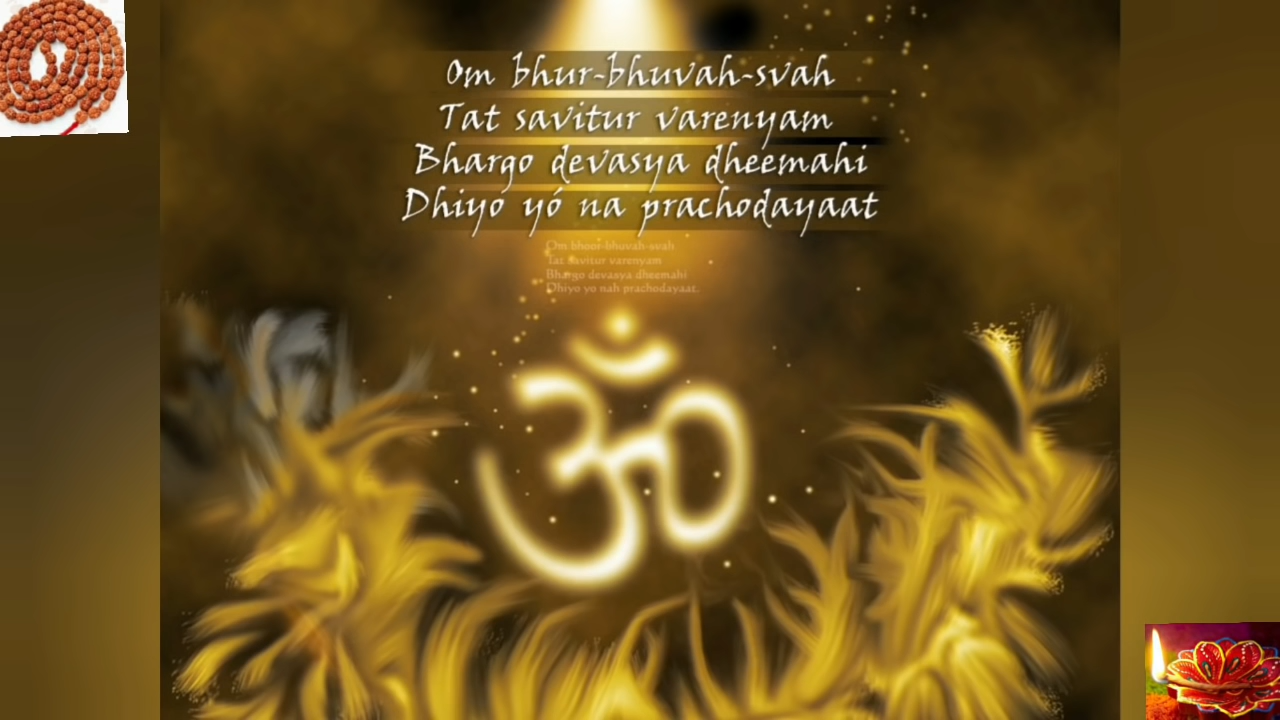 Om bhur-bhuvah-svah
Tat savitur varenyam
Bhargo devasya dheemahi
Dhiyo yó na prachodayaat
Om bhoor-bhuvah-svah
Tat savitur varenyam
Bhargo devasya dheemahi
Dhiyo yo nah prachodayaat.
ॐ